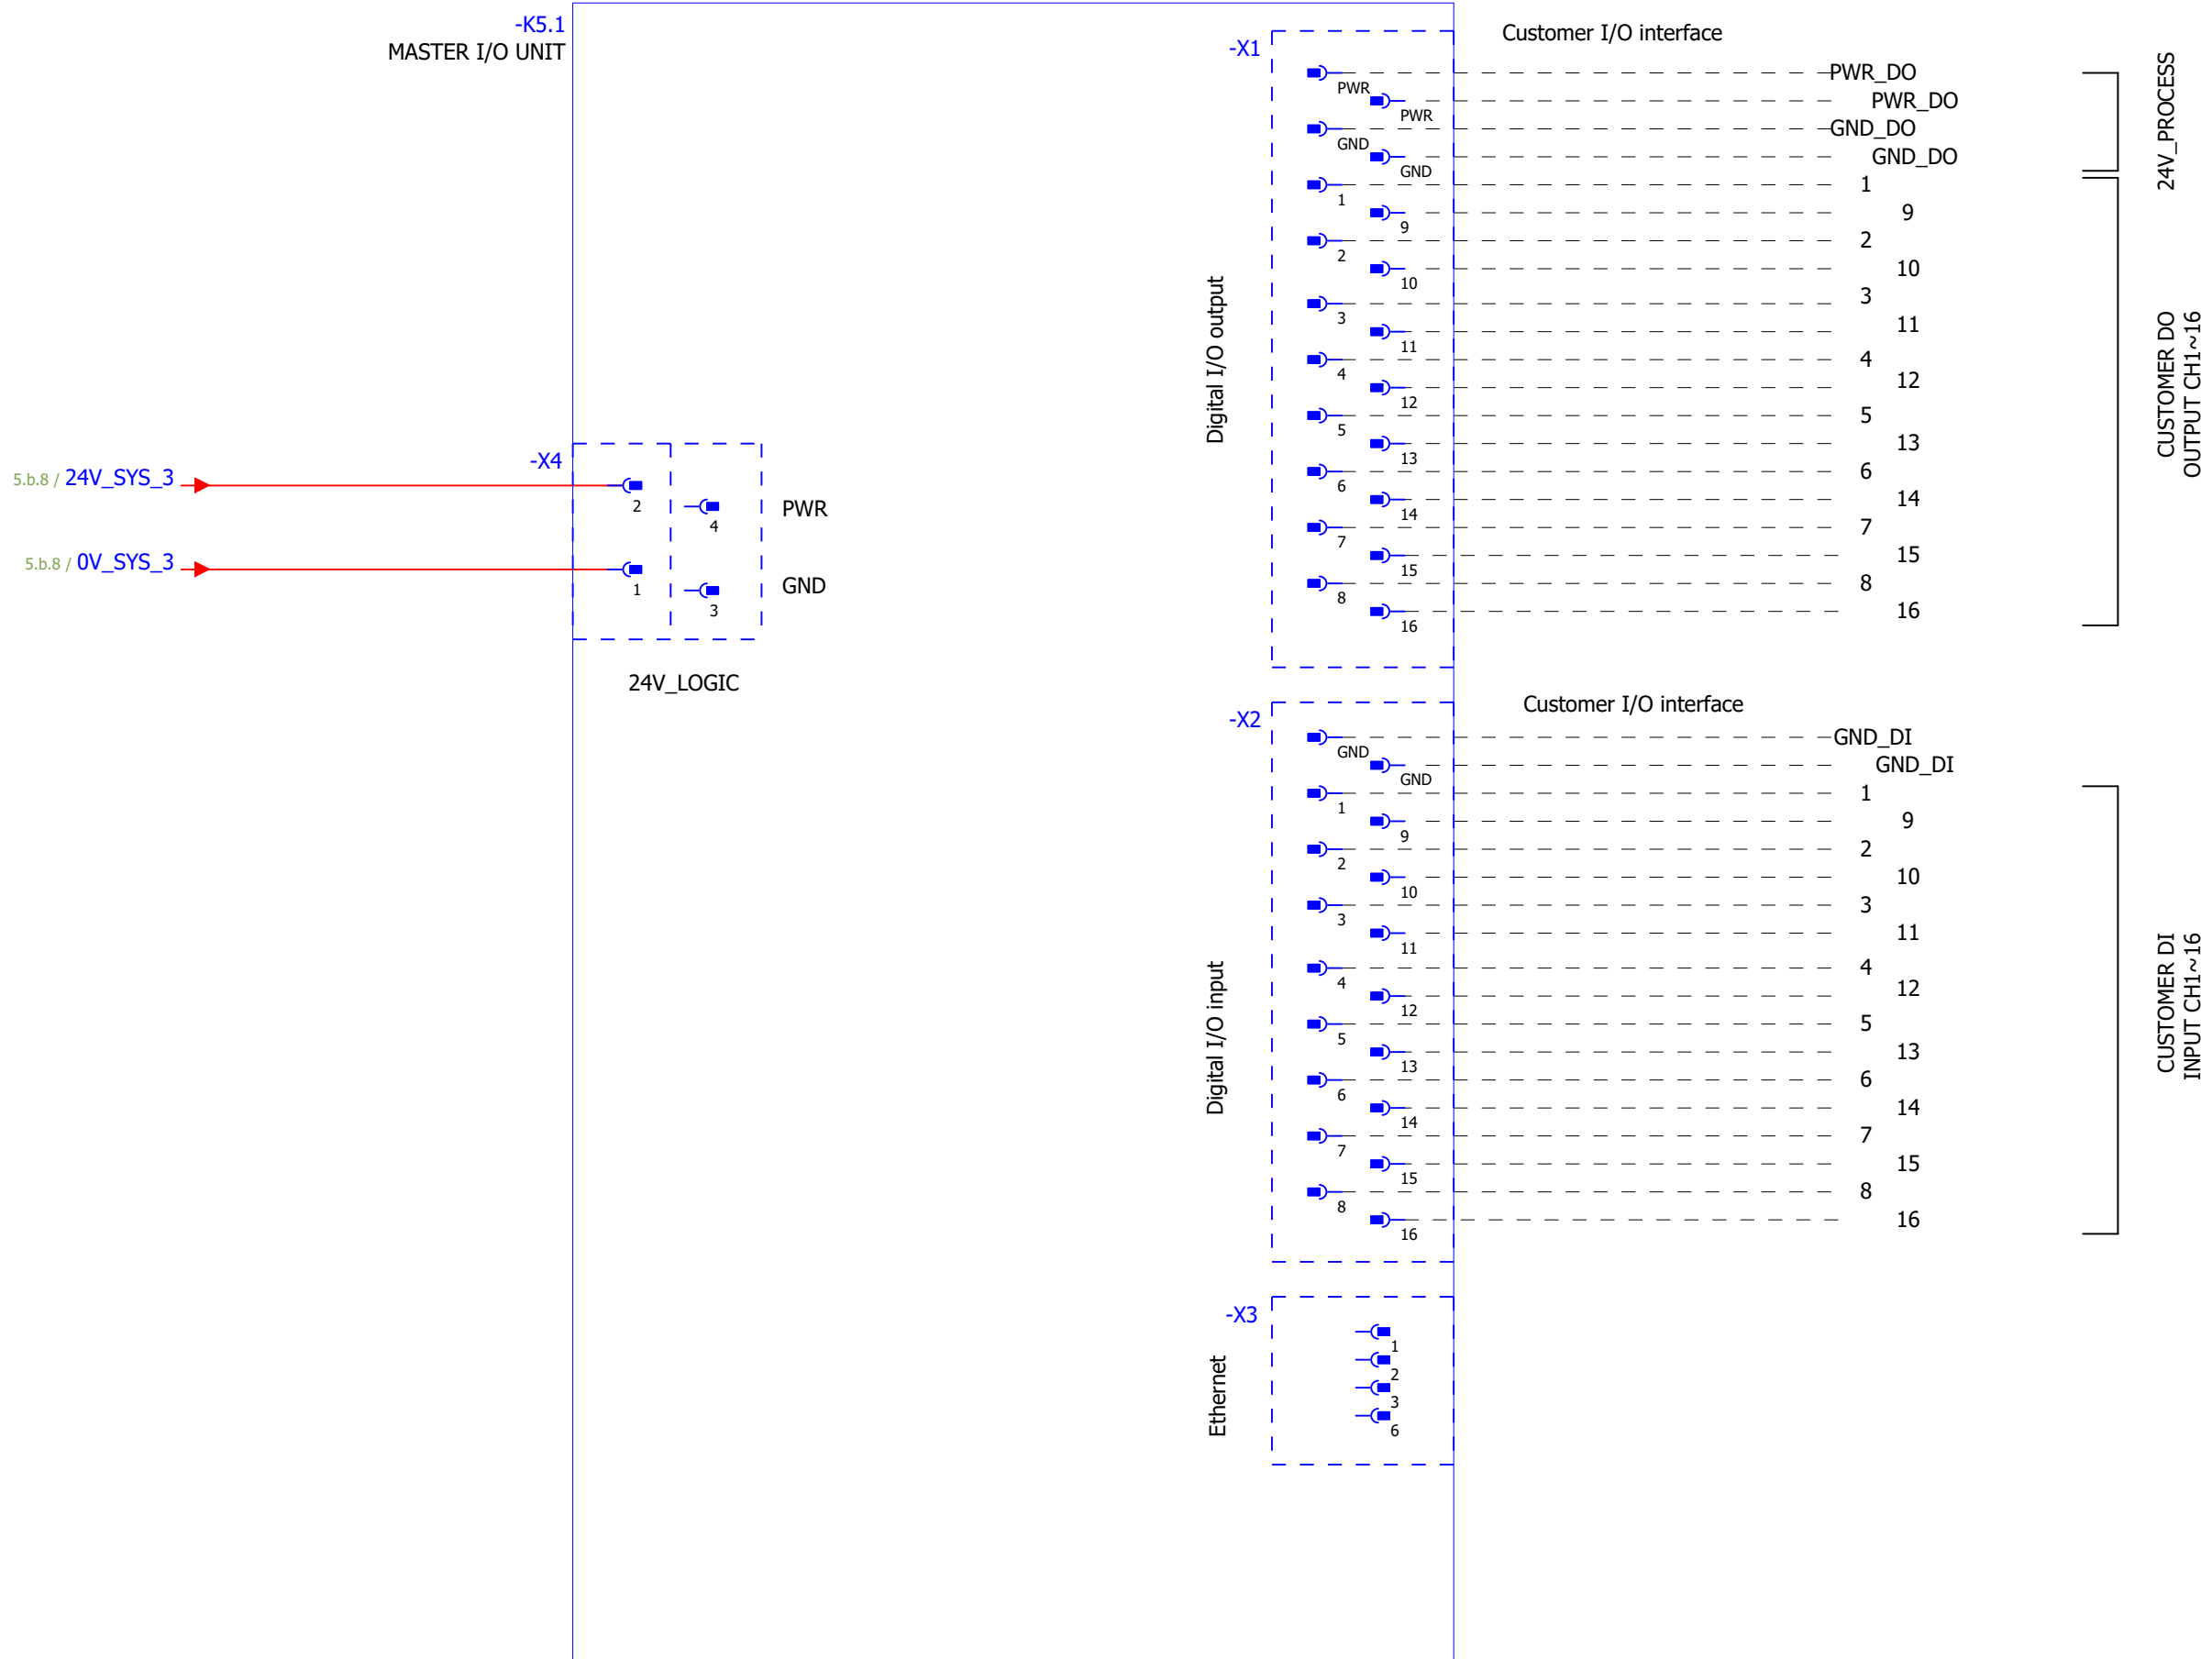 -K5.1
MASTER I/O UNIT
5.b.8 / 24V_SYS_3
5.b.8 / 0V_SYS_3
-X4
2
4
PWR
1
3
GND
24V_LOGIC
-X1
Digital I/O output
Customer I/O interface
PWR PWR_DO
PWR PWR_DO
GND GND_DO
GND GND_DO
1 1
9 9
2 2
10 10
3 3
11 11
4 4
12 12
5 5
13 13
6 6
14 14
7 7
15 15
8 8
16 16
24V_PROCESS
CUSTOMER DO
OUTPUT CH1~16
-X2
Digital I/O input
Customer I/O interface
GND GND_DI
GND GND_DI
1 1
9 9
2 2
10 10
3 3
11 11
4 4
12 12
5 5
13 13
6 6
14 14
7 7
15 15
8 8
16 16
CUSTOMER DI
INPUT CH1~16
-X3
Ethernet
1
2
3
6